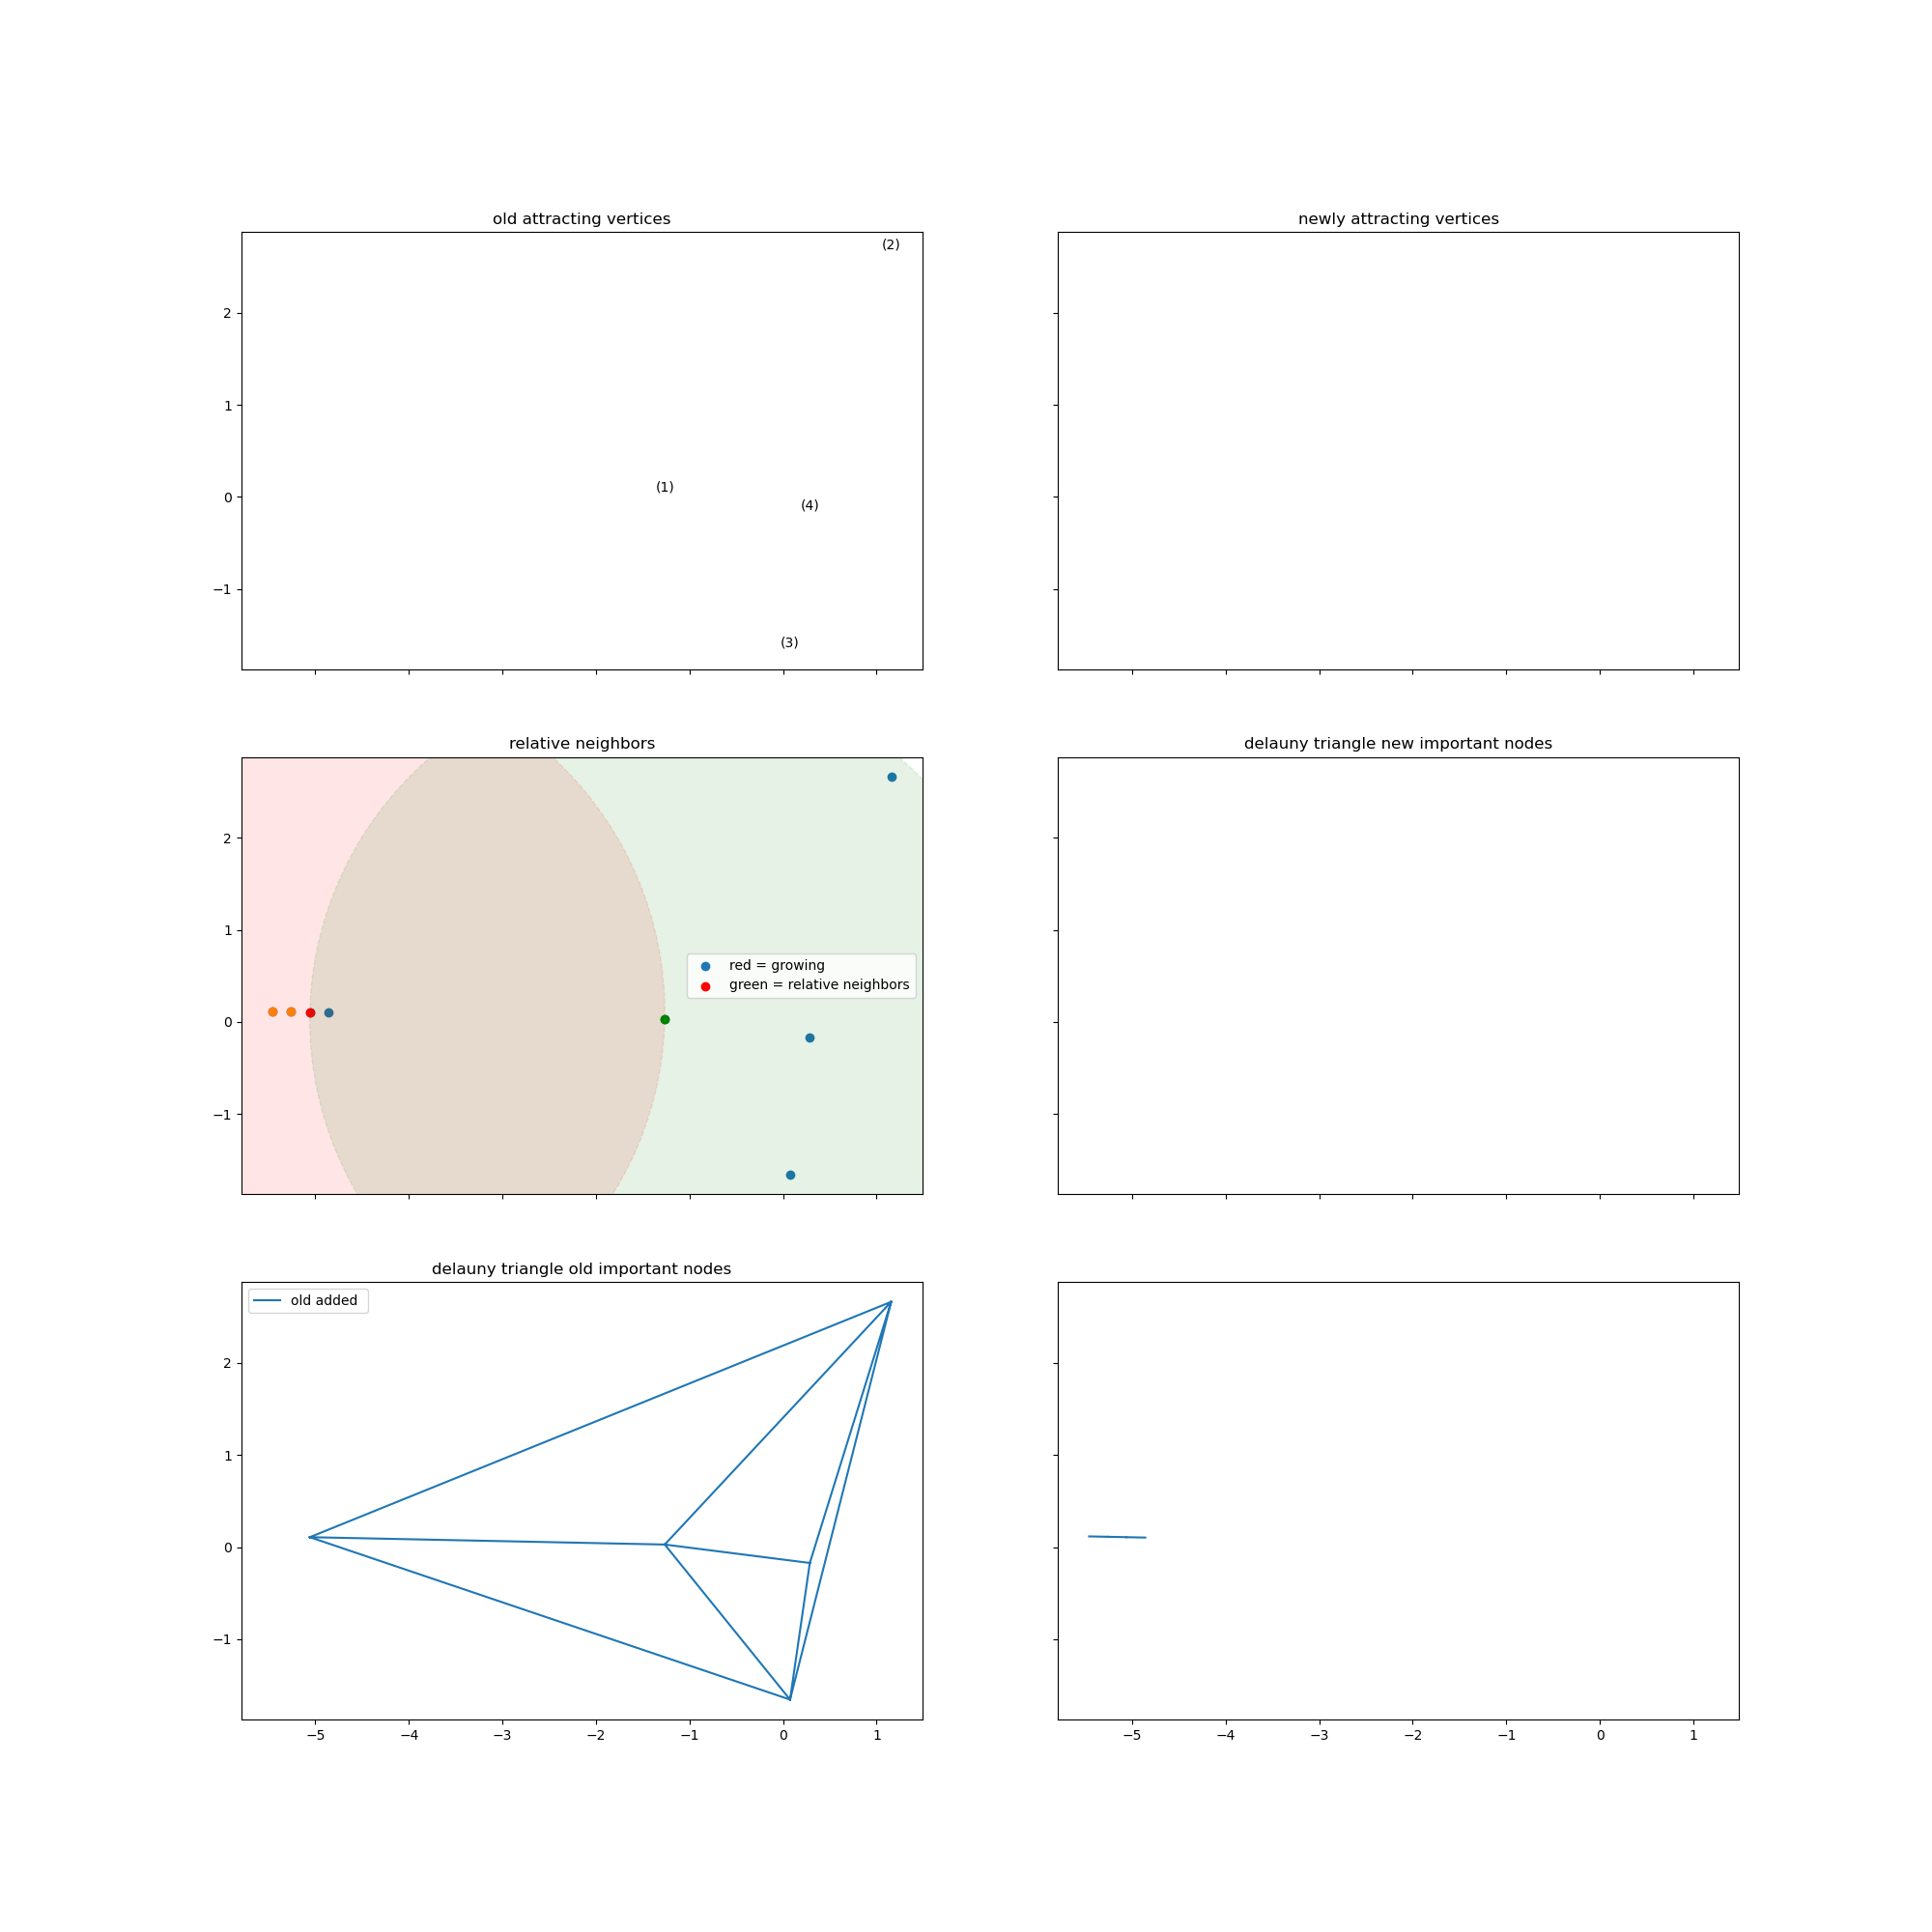 old attracting vertices
newly attracting vertices
(2)
2
1
(1)
0
(4)
−1
(3)
relative neighbors
delauny triangle new important nodes
2
1
red = growing
green = relative neighbors
0
−1
delauny triangle old important nodes
old added
2
1
0
−1
−5 −4 −3 −2 −1 0 1
−5 −4 −3 −2 −1 0 1